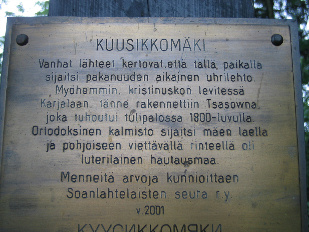 KUUSIKKOMÄKI
Vanhat lähteet kertovat, että tällä paikalla
sijaitsi pakanuuden aikainen uhrilehto.
Myöhemmin, kristinuskon levitessä
Karjalaan, tänne rakennettiin Tsasowna,
joka tuhoutui tulipalossa 1800-luvulla.
Ortodoksinen kalmisto sijaitsi mäen laella
ja pohjoiseen viettävällä rinteellä oli
luterilainen hautausmaa.
Menneitä arvoja kunnioittaen
Soanlahtelaisten seura r.y.
v. 2001
КУУСИККОМЯКИ